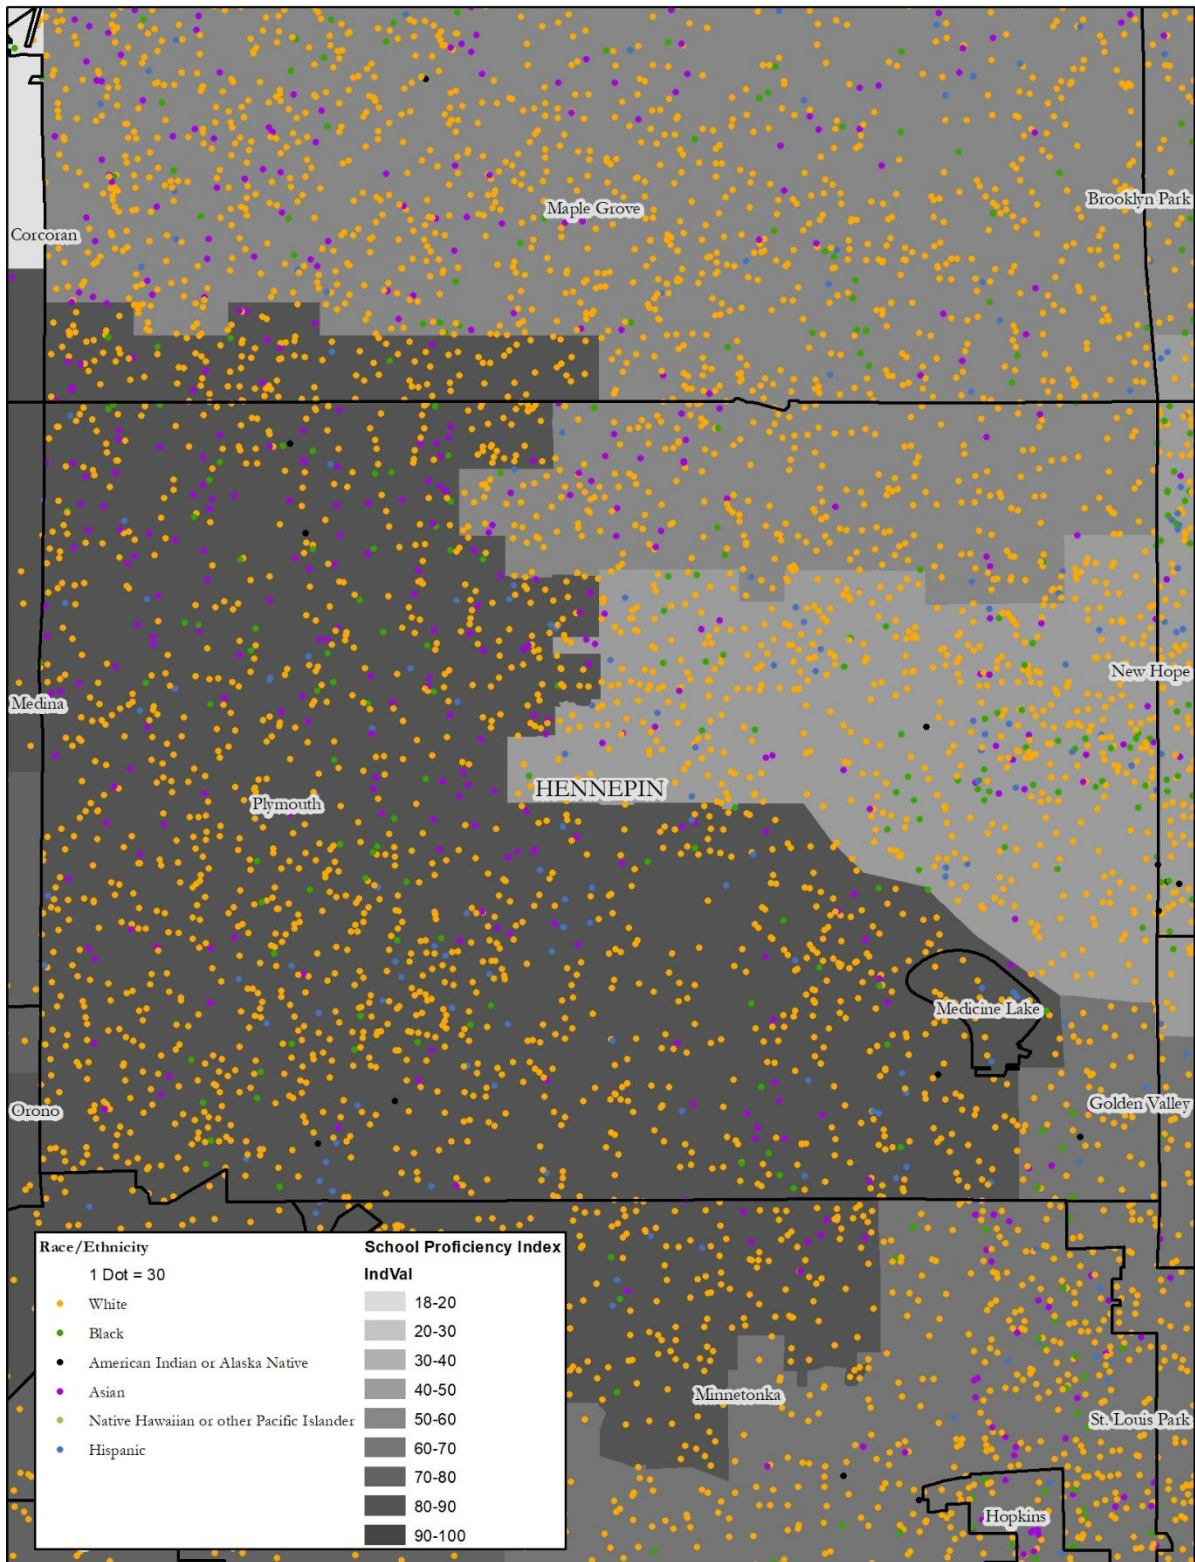 Maple Grove
Brooklyn Park
Corcoran
New Hope
Medina
HENNEPIN
Plymouth
Medicine Lake
Orono
Golden Valley
Race/Ethnicity
1 Dot = 30
White
Black
American Indian or Alaska Native
Asian
Native Hawaiian or other Pacific Islander
Hispanic
School Proficiency Index
IndVal
18-20
20-30
30-40
40-50
50-60
60-70
70-80
80-90
90-100
Minnetonka
St. Louis Park
Hopkins